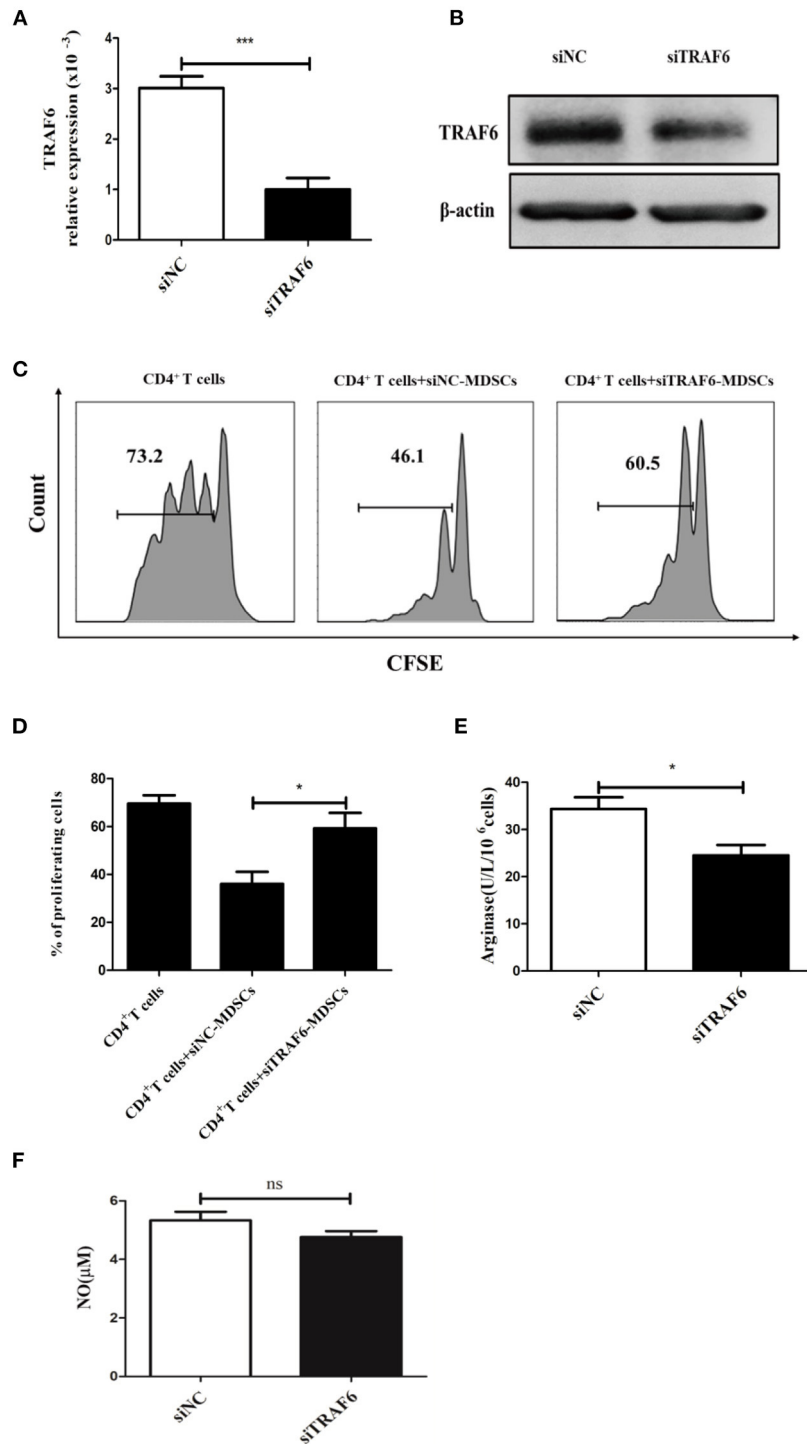 A
TRAF6
relative expression (x10 -3)
4
3
2
1
0
***
siNC
siTRAF6
B
siNC
siTRAF6
TRAF6
β-actin
C
CD4+ T cells
CD4+ T cells+siNC-MDSCs
CD4+ T cells+siTRAF6-MDSCs
73.2
46.1
60.5
Count
CFSE
D
% of proliferating cells
80
60
40
20
0
*
CD4+T cells
CD4+T cells+siNC-MDSCs
CD4+T cells+siTRAF6-MDSCs
E
Arginase(U/L/10 6cells)
40
30
20
10
0
*
siNC
siTRAF6
F
NO(μM)
6
4
2
0
ns
siNC
siTRAF6